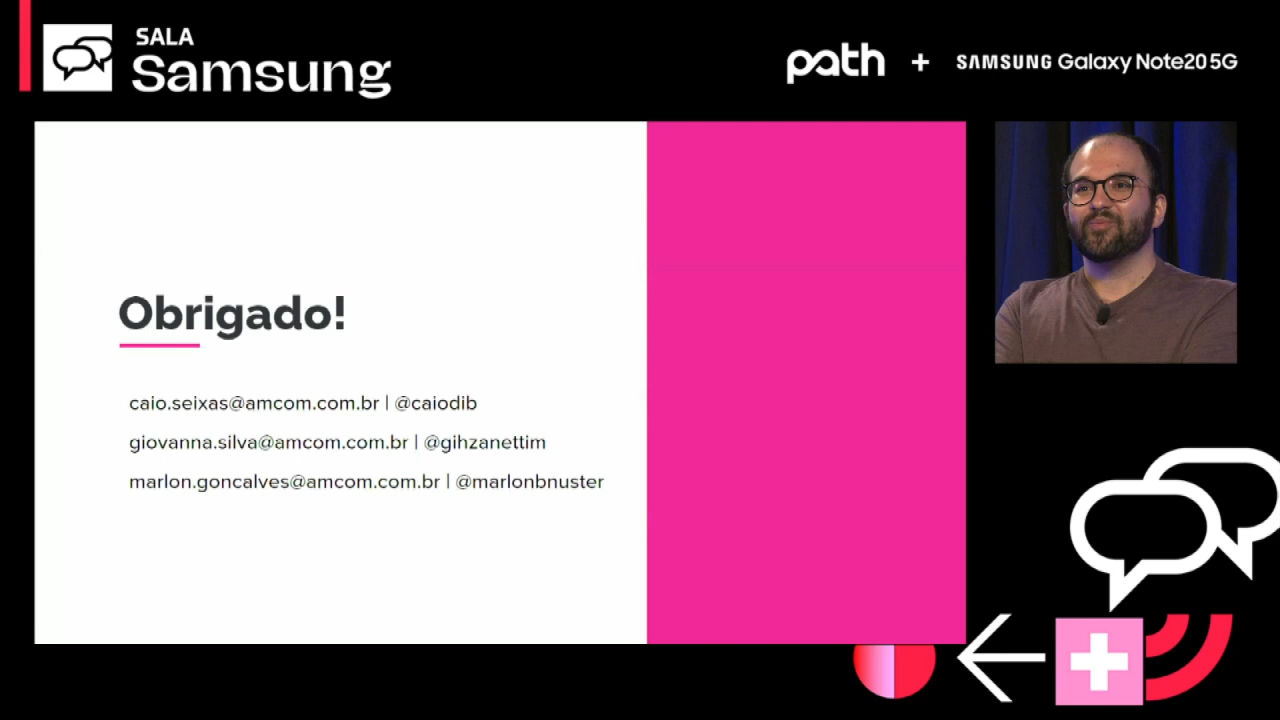 SALA
Samsung
path + SAMSUNG Galaxy Note20 5G
Obrigado!
caio.seixas@amcom.com.br | @caiodib
giovanna.silva@amcom.com.br | @gihzanettim
marlon.goncalves@amcom.com.br | @marlonbnuster